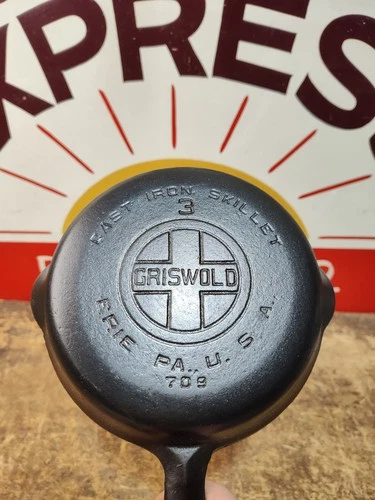 XPRES
CAST IRON SKILLET
3
GRISWOLD
ERIE PA., U.S.A.
709